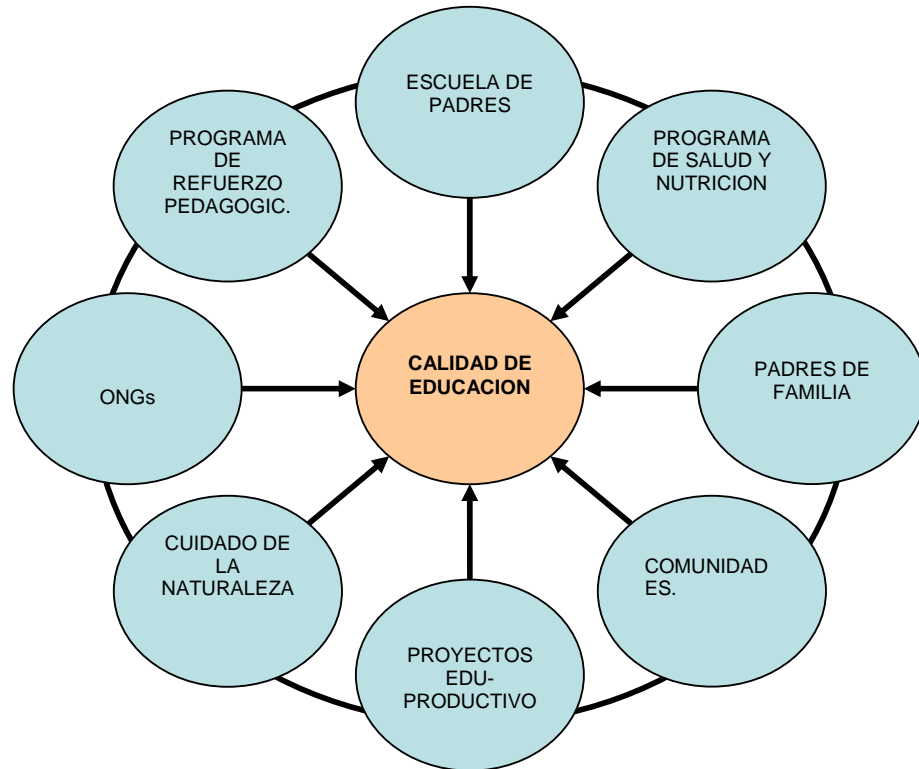 ESCUELA DE
PADRES
PROGRAMA
DE SALUD Y
NUTRICION
PADRES DE
FAMILIA
COMUNIDAD
ES.
PROYECTOS
EDU-
PRODUCTIVO
CUIDADO DE
LA
NATURALEZA
ONGs
PROGRAMA
DE
REFUERZO
PEDAGOGIC.
CALIDAD DE
EDUCACION